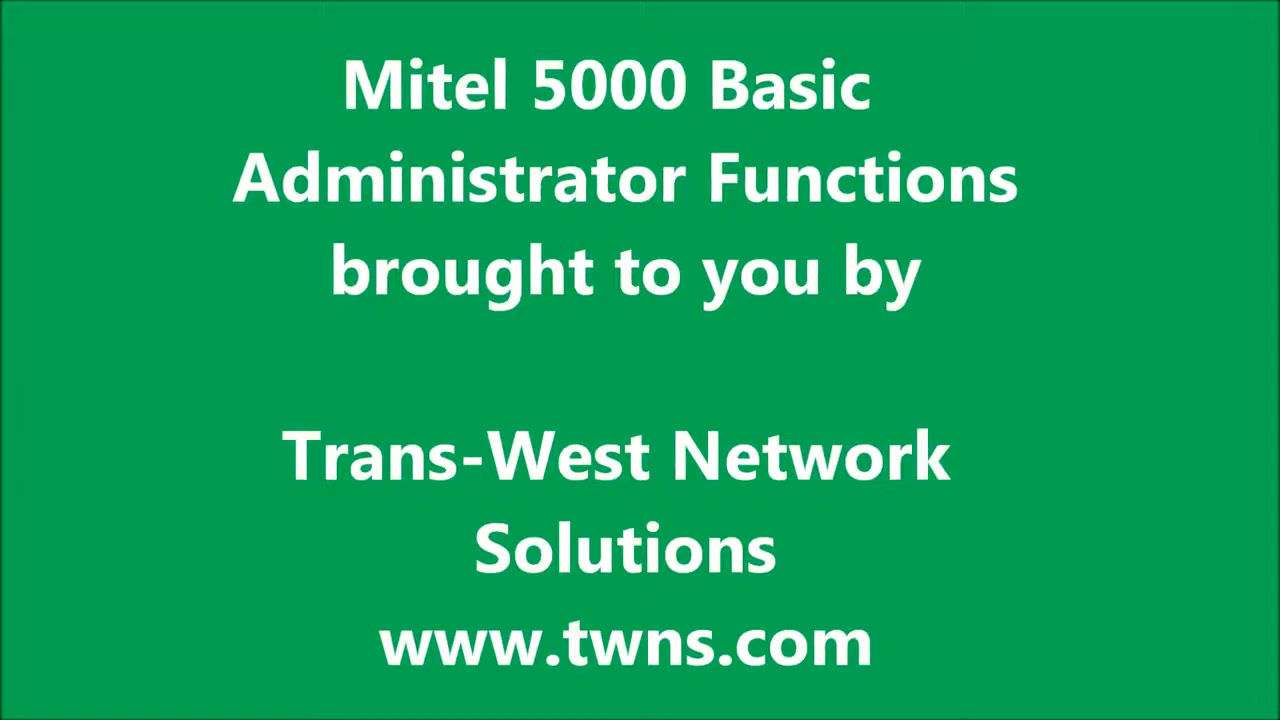 Mitel 5000 Basic
Administrator Functions
brought to you by
Trans-West Network
Solutions
www.twns.com